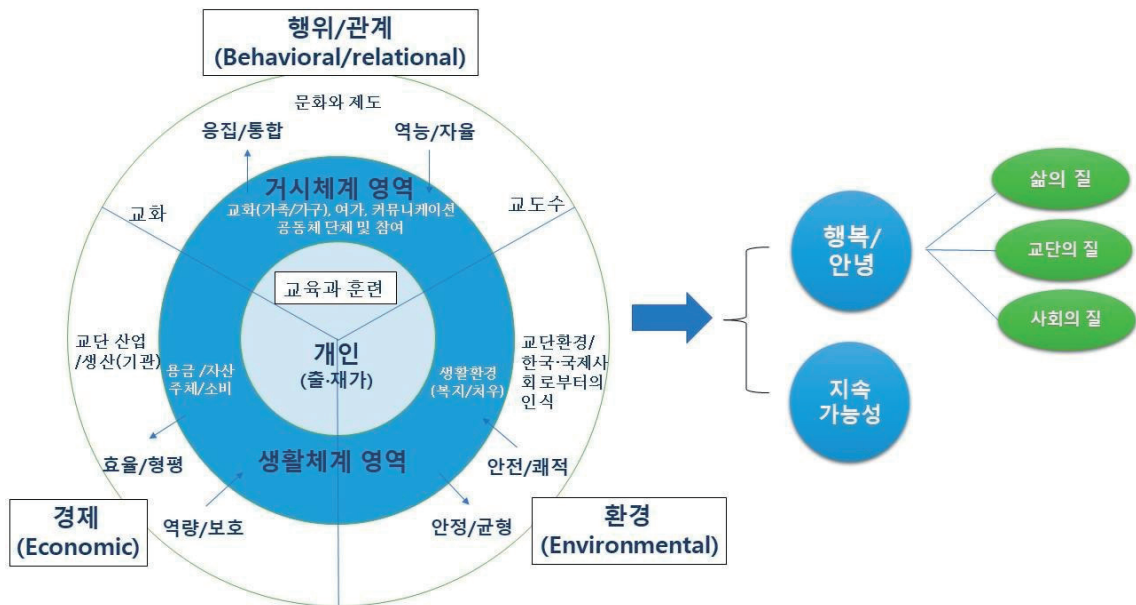 행위/관계
(Behavioral/relational)
문화와 제도
응집/통합
역능/자율
거시체계 영역
교화
교화(가족/가구), 여가, 커뮤니케이션
공동체 단체 및 참여
교도수
교육과 훈련
개인
(출·재가)
교단 산업
/생산(기관)
용금 /자산
주체/소비
생활환경
(복지/처우)
교단환경/
한국·국제사
회로부터의
인식
생활체계 영역
효율/형평
안전/쾌적
역량/보호
안정/균형
경제
(Economic)
환경
(Environmental)
행복/
안녕
지속
가능성
삶의 질
교단의 질
사회의 질